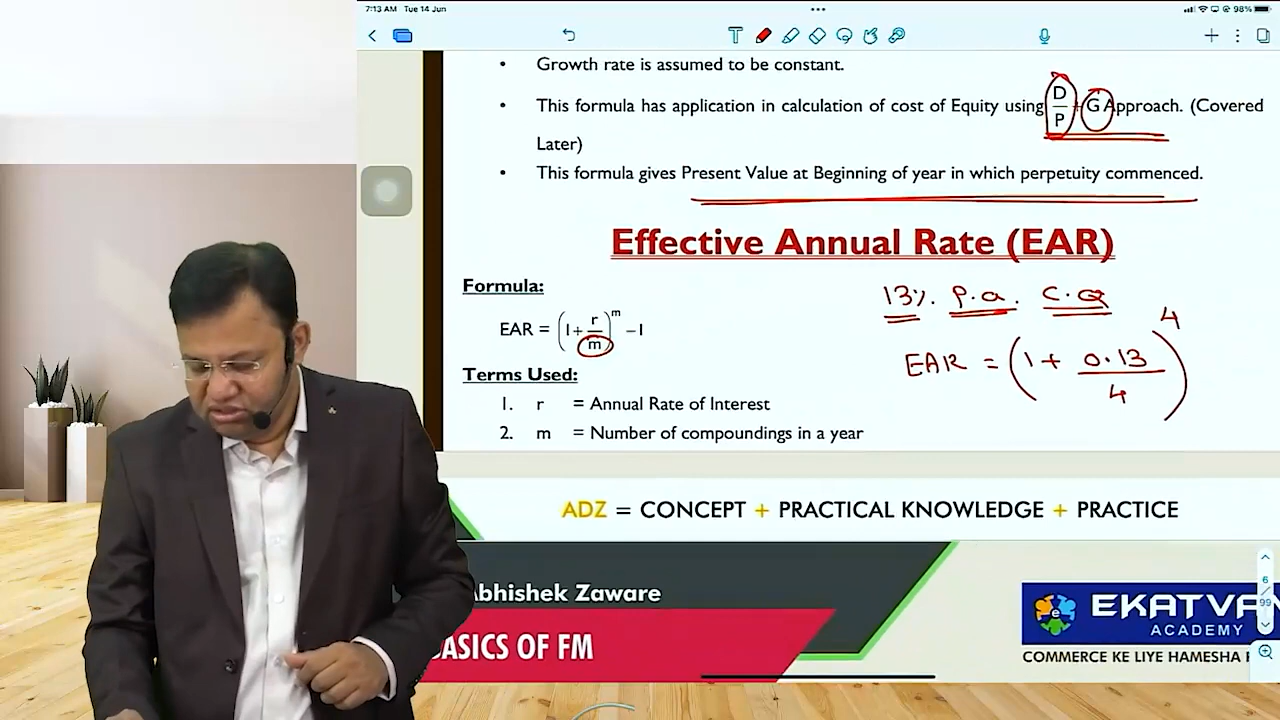 7:13 AM Tue 14 Jun
98%
• Growth rate is assumed to be constant.
• This formula has application in calculation of cost of Equity using D/P + G Approach. (Covered
Later)
• This formula gives Present Value at Beginning of year in which perpetuity commenced.
Effective Annual Rate (EAR)
Formula:
EAR = (1+ r/m)^m −1
13%. P.a. C.Q
EAR = (1 + 0.13/4)^4
Terms Used:
1. r = Annual Rate of Interest
2. m = Number of compoundings in a year
ADZ = CONCEPT + PRACTICAL KNOWLEDGE + PRACTICE
Abhishek Zaware
BASICS OF FM
EKATVA
ACADEMY
COMMERCE KE LIYE HAMESHA
6
99